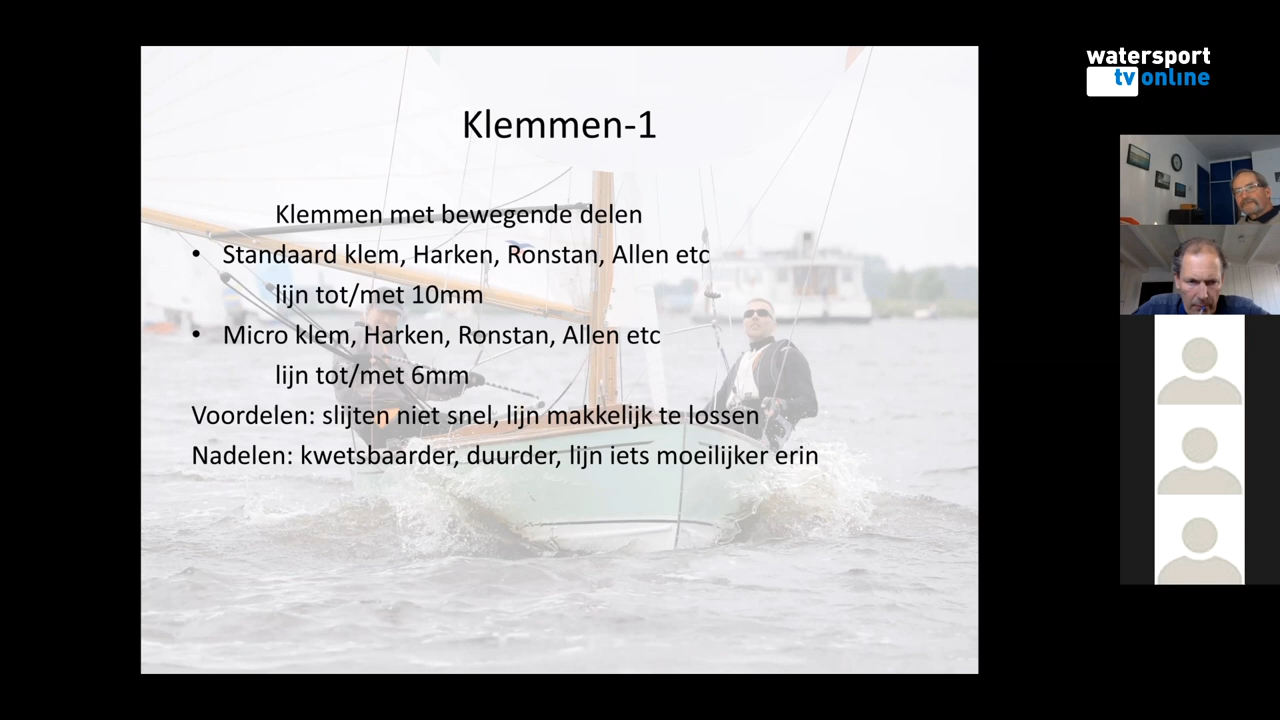 Klemmen-1
Klemmen met bewegende delen
• Standaard klem, Harken, Ronstan, Allen etc
lijn tot/met 10mm
• Micro klem, Harken, Ronstan, Allen etc
lijn tot/met 6mm
Voordelen: slijten niet snel, lijn makkelijk te lossen
Nadelen: kwetsbaarder, duurder, lijn iets moeilijker erin
watersport
tv online